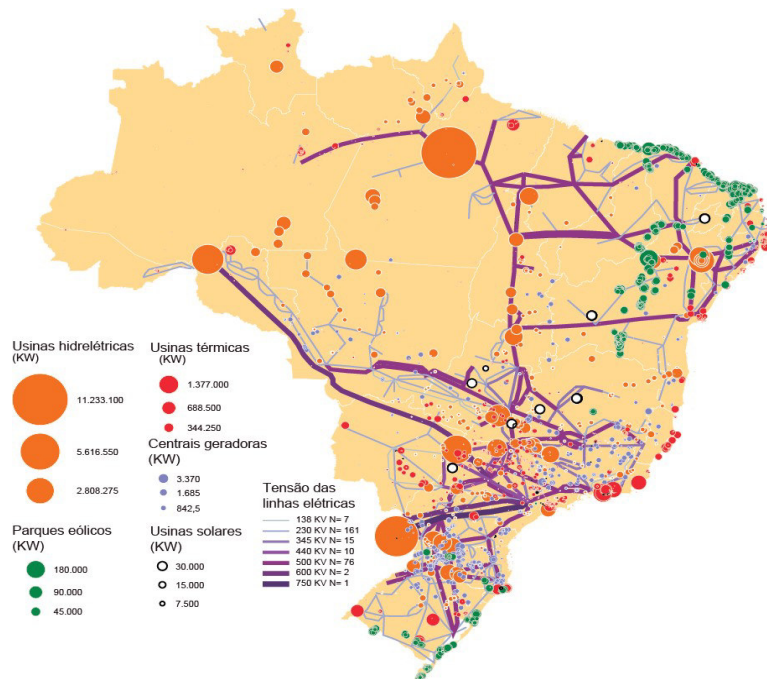 Usinas hidrelétricas
(KW)
11.233.100
5.616.550
2.808.275
Parques eólicos
(KW)
180.000
90.000
45.000
Usinas térmicas
(KW)
1.377.000
688.500
344.250
Centrais geradoras
(KW)
3.370
1.685
842,5
Usinas solares
(KW)
30.000
15.000
7.500
Tensão das
linhas elétricas
138 KV N= 7
230 KV N= 161
345 KV N= 15
440 KV N= 10
500 KV N= 76
600 KV N= 2
750 KV N= 1